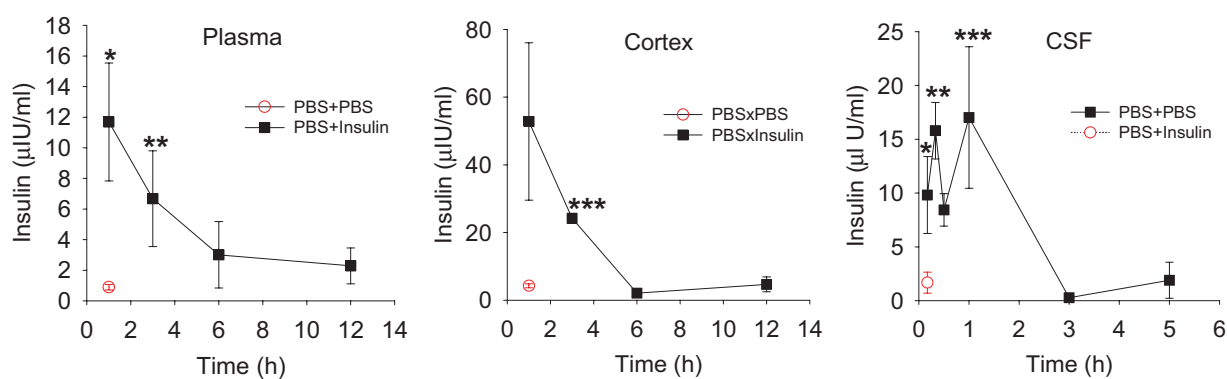 Plasma
Insulin (µIU/ml)
18
16
14
12
10
8
6
4
2
0
*
**
PBS+PBS
PBS+Insulin
0 2 4 6 8 10 12 14
Time (h)
Cortex
Insulin (µIU/ml)
80
60
40
20
0
***
PBSxPBS
PBSxInsulin
0 2 4 6 8 10 12 14
Time (h)
CSF
Insulin (µI U/ml)
25
20
15
10
5
0
*
**
***
PBS+PBS
PBS+Insulin
0 1 2 3 4 5 6
Time (h)